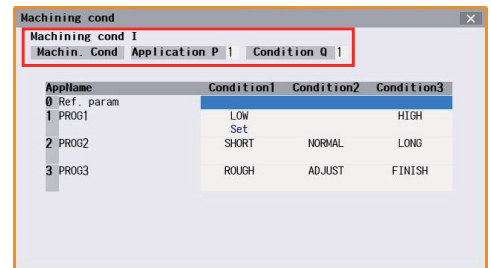 Machining cond
Machining cond I
Machin. Cond Application P 1 Condition Q 1
AppName Condition1 Condition2 Condition3
0 Ref. param
1 PROG1 LOW HIGH
Set
2 PROG2 SHORT NORMAL LONG
3 PROG3 ROUGH ADJUST FINISH